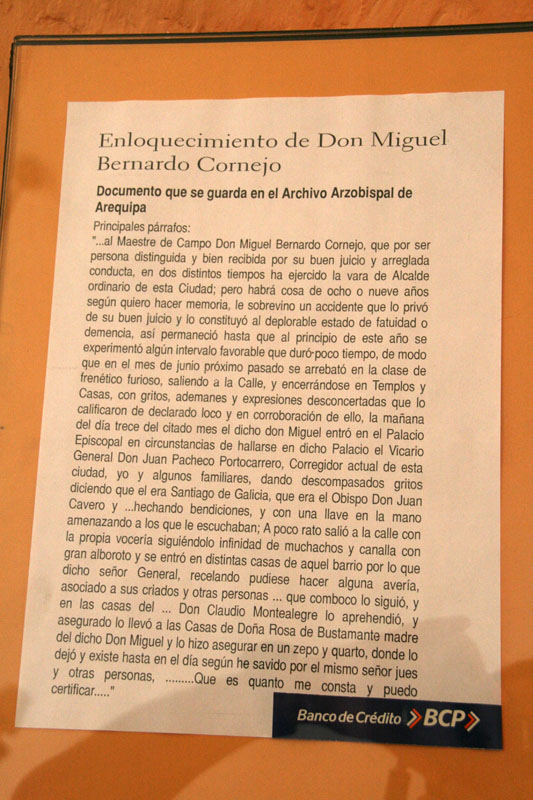 Enloquecimiento de Don Miguel
Bernardo Cornejo
Documento que se guarda en el Archivo Arzobispal de
Arequipa
Principales párrafos:
"...al Maestre de Campo Don Miguel Bernardo Cornejo, que por ser
persona distinguida y bien recibida por su buen juicio y arreglada
conducta, en dos distintos tiempos ha ejercido la vara de Alcalde
ordinario de esta Ciudad; pero habrá cosa de ocho o nueve años
según quiero hacer memoria, le sobrevino un accidente que lo privó
de su buen juicio y lo constituyó al deplorable estado de fatuidad o
demencia, así permaneció hasta que al principio de este año se
experimentó algún intervalo favorable que duró poco tiempo, de modo
que en el mes de junio próximo pasado se arrebató en la clase de
frenético furioso, saliendo a la Calle, y encerrándose en Templos y
Casas, con gritos, ademanes y expresiones desconcertadas que lo
calificaron de declarado loco y en corroboración de ello, la mañana
del día trece del citado mes el dicho don Miguel entró en el Palacio
Episcopal en circunstancias de hallarse en dicho Palacio el Vicario
General Don Juan Pacheco Portocarrero, Corregidor actual de esta
ciudad, yo y algunos familiares, dando descompasados gritos
diciendo que el era Santiago de Galicia, que era el Obispo Don Juan
Cavero y ...hechando bendiciones, y con una llave en la mano
amenazando a los que le escuchaban; A poco rato salió a la calle con
la propia vocería siguiéndolo infinidad de muchachos y canalla con
gran alboroto y se entró en distintas casas de aquel barrio por lo que
dicho señor General, recelando pudiese hacer alguna avería,
asociado a sus criados y otras personas ... que comboco lo siguió, y
en las casas del ... Don Claudio Montealegre lo aprehendió, y
asegurado lo llevó a las Casas de Doña Rosa de Bustamante madre
del dicho Don Miguel y lo hizo asegurar en un zepo y quarto, donde lo
dejó y existe hasta en el día según he savido por el mismo señor jues
y otras personas, .........Que es quanto me consta y puedo
certificar....."
Banco de Crédito BCP